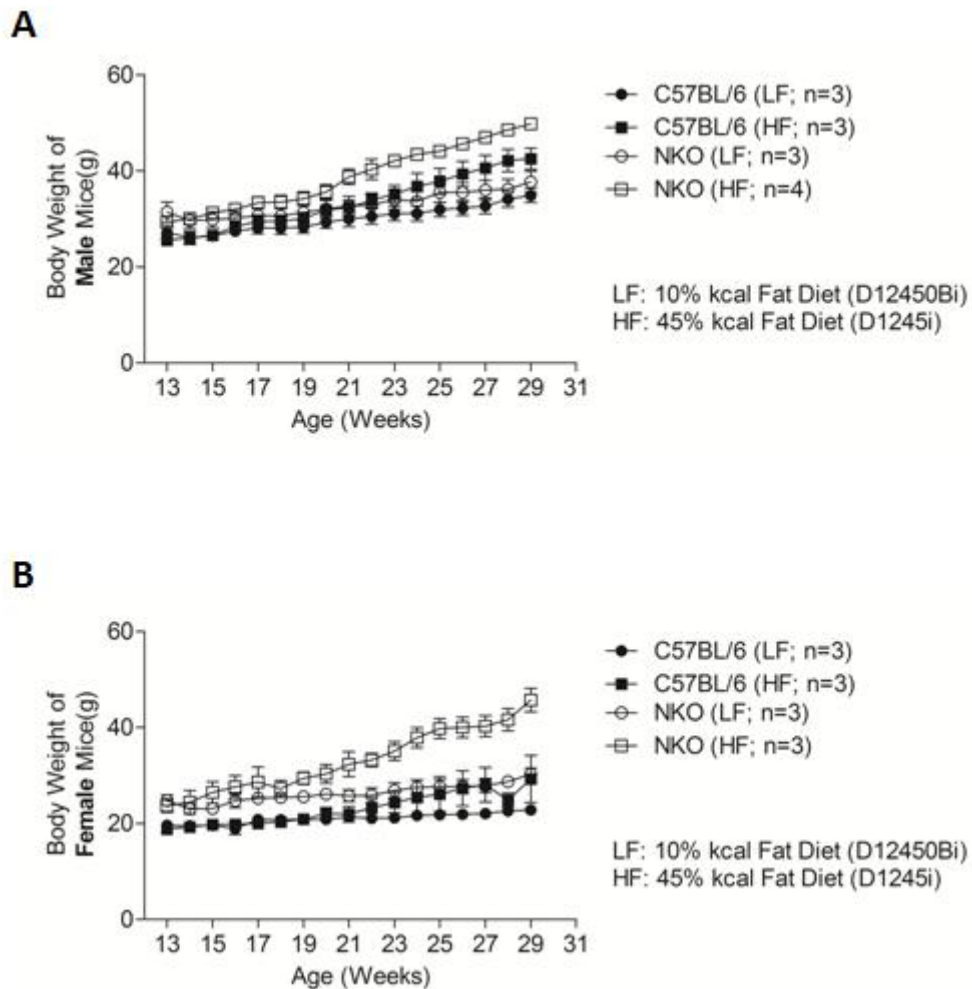 A
Body Weight of
Male Mice(g)
60
40
20
0
13 15 17 19 21 23 25 27 29 31
Age (Weeks)
C57BL/6 (LF; n=3)
C57BL/6 (HF; n=3)
NKO (LF; n=3)
NKO (HF; n=4)
LF: 10% kcal Fat Diet (D12450Bi)
HF: 45% kcal Fat Diet (D1245i)
B
Body Weight of
Female Mice(g)
60
40
20
0
13 15 17 19 21 23 25 27 29 31
Age (Weeks)
C57BL/6 (LF; n=3)
C57BL/6 (HF; n=3)
NKO (LF; n=3)
NKO (HF; n=3)
LF: 10% kcal Fat Diet (D12450Bi)
HF: 45% kcal Fat Diet (D1245i)